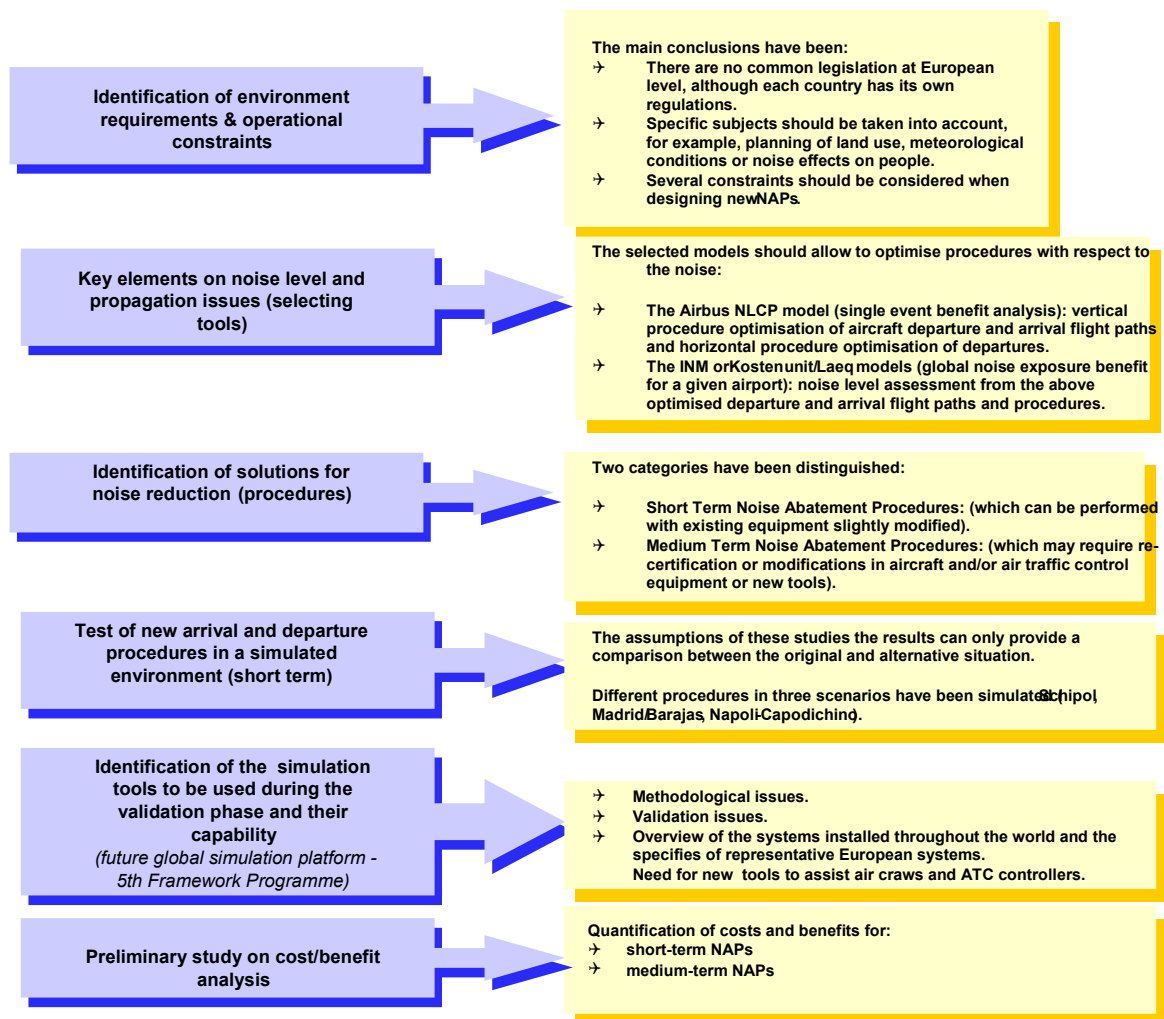 Identification of environment
requirements & operational
constraints
The main conclusions have been:
→ There are no common legislation at European
level, although each country has its own
regulations.
→ Specific subjects should be taken into account,
for example, planning of land use, meteorological
conditions or noise effects on people.
→ Several constraints should be considered when
designing newNAPs.
Key elements on noise level and
propagation issues (selecting
tools)
The selected models should allow to optimise procedures with respect to
the noise:
→ The Airbus NLCP model (single event benefit analysis): vertical
procedure optimisation of aircraft departure and arrival flight paths
and horizontal procedure optimisation of departures.
→ The INM orKostenunit/Laeq models (global noise exposure benefit
for a given airport): noise level assessment from the above
optimised departure and arrival flight paths and procedures.
Identification of solutions for
noise reduction (procedures)
Two categories have been distinguished:
→ Short Term Noise Abatement Procedures: (which can be performed
with existing equipment slightly modified).
→ Medium Term Noise Abatement Procedures: (which may require re-
certification or modifications in aircraft and/or air traffic control
equipment or new tools).
Test of new arrival and departure
procedures in a simulated
environment (short term)
The assumptions of these studies the results can only provide a
comparison between the original and alternative situation.
Different procedures in three scenarios have been simulated (Schipol,
Madrid/Barajas, Napoli-Capodichino).
Identification of the simulation
tools to be used during the
validation phase and their
capability
(future global simulation platform -
5th Framework Programme)
→ Methodological issues.
→ Validation issues.
→ Overview of the systems installed throughout the world and the
specifies of representative European systems.
Need for new tools to assist air craws and ATC controllers.
Preliminary study on cost/benefit
analysis
Quantification of costs and benefits for:
→ short-term NAPs
→ medium-term NAPs